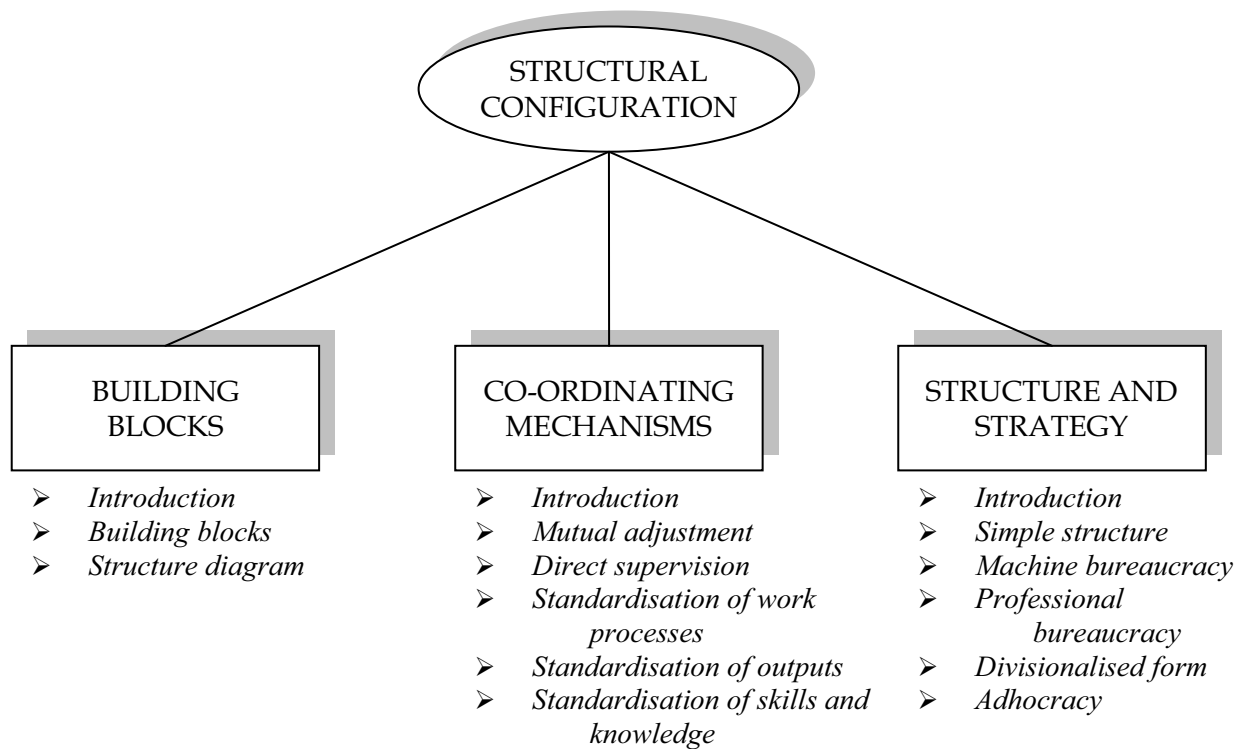 STRUCTURAL
CONFIGURATION
BUILDING
BLOCKS
➢ Introduction
➢ Building blocks
➢ Structure diagram
CO-ORDINATING
MECHANISMS
➢ Introduction
➢ Mutual adjustment
➢ Direct supervision
➢ Standardisation of work
processes
➢ Standardisation of outputs
➢ Standardisation of skills and
knowledge
STRUCTURE AND
STRATEGY
➢ Introduction
➢ Simple structure
➢ Machine bureaucracy
➢ Professional
bureaucracy
➢ Divisionalised form
➢ Adhocracy